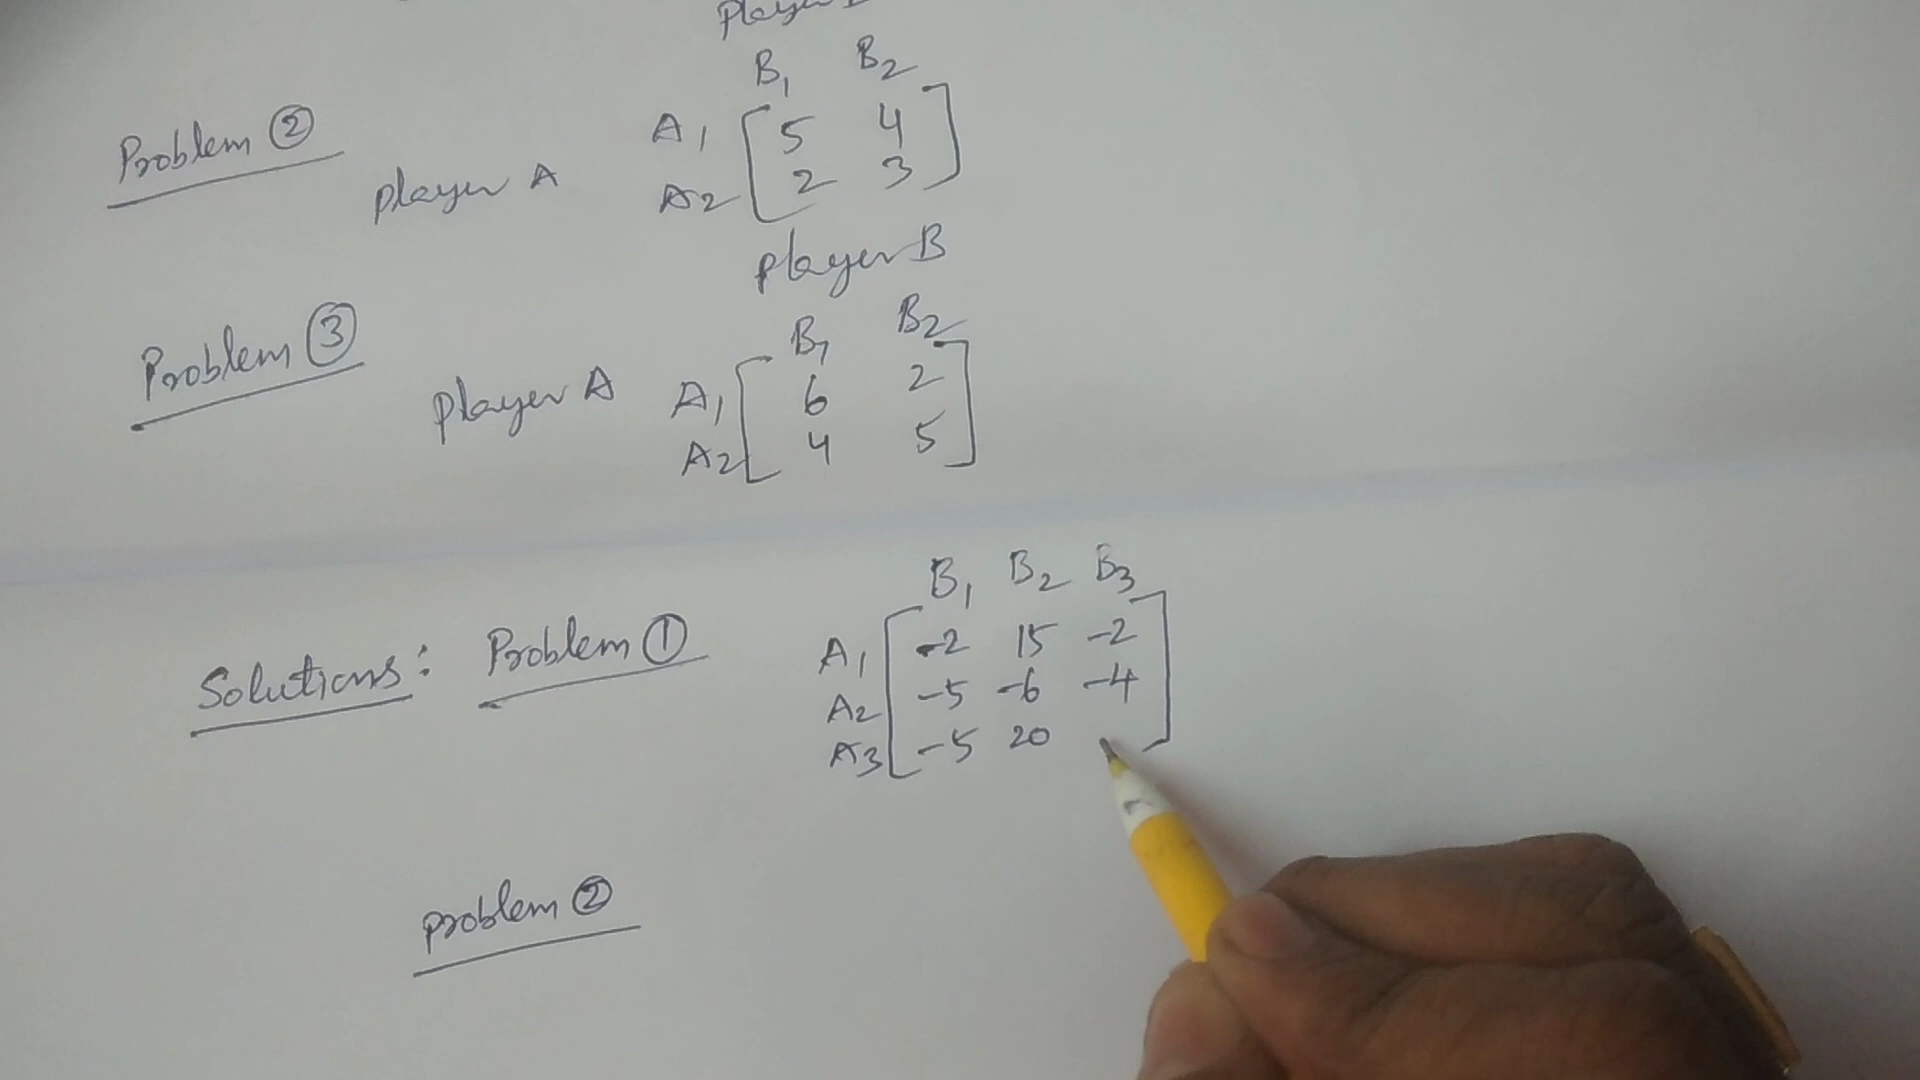 B₁ B₂
Problem ②
Player A
A₁ 5 4
A₂ 2 3
Player B
Problem ③
B₁ B₂
Player A
A₁ 6 2
A₂ 4 5
B₁ B₂ B₃
Solutions: Problem ①
A₁ -2 15 -2
A₂ -5 -6 -4
A₃ -5 20
Problem ②